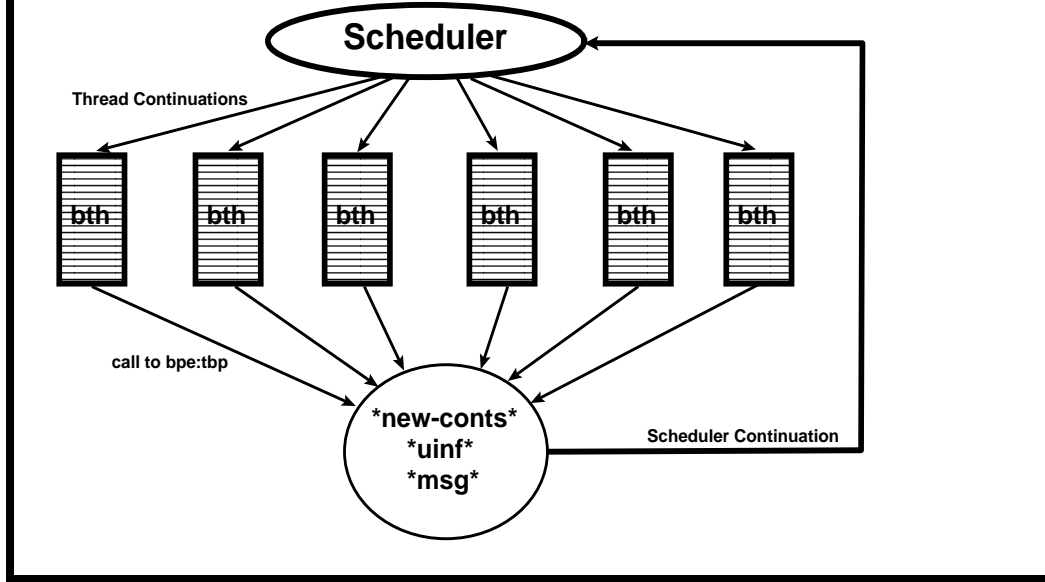 Scheduler
Thread Continuations
bth
bth
bth
bth
bth
bth
call to bpe:tbp
*new-conts*
*uinf*
*msg*
Scheduler Continuation